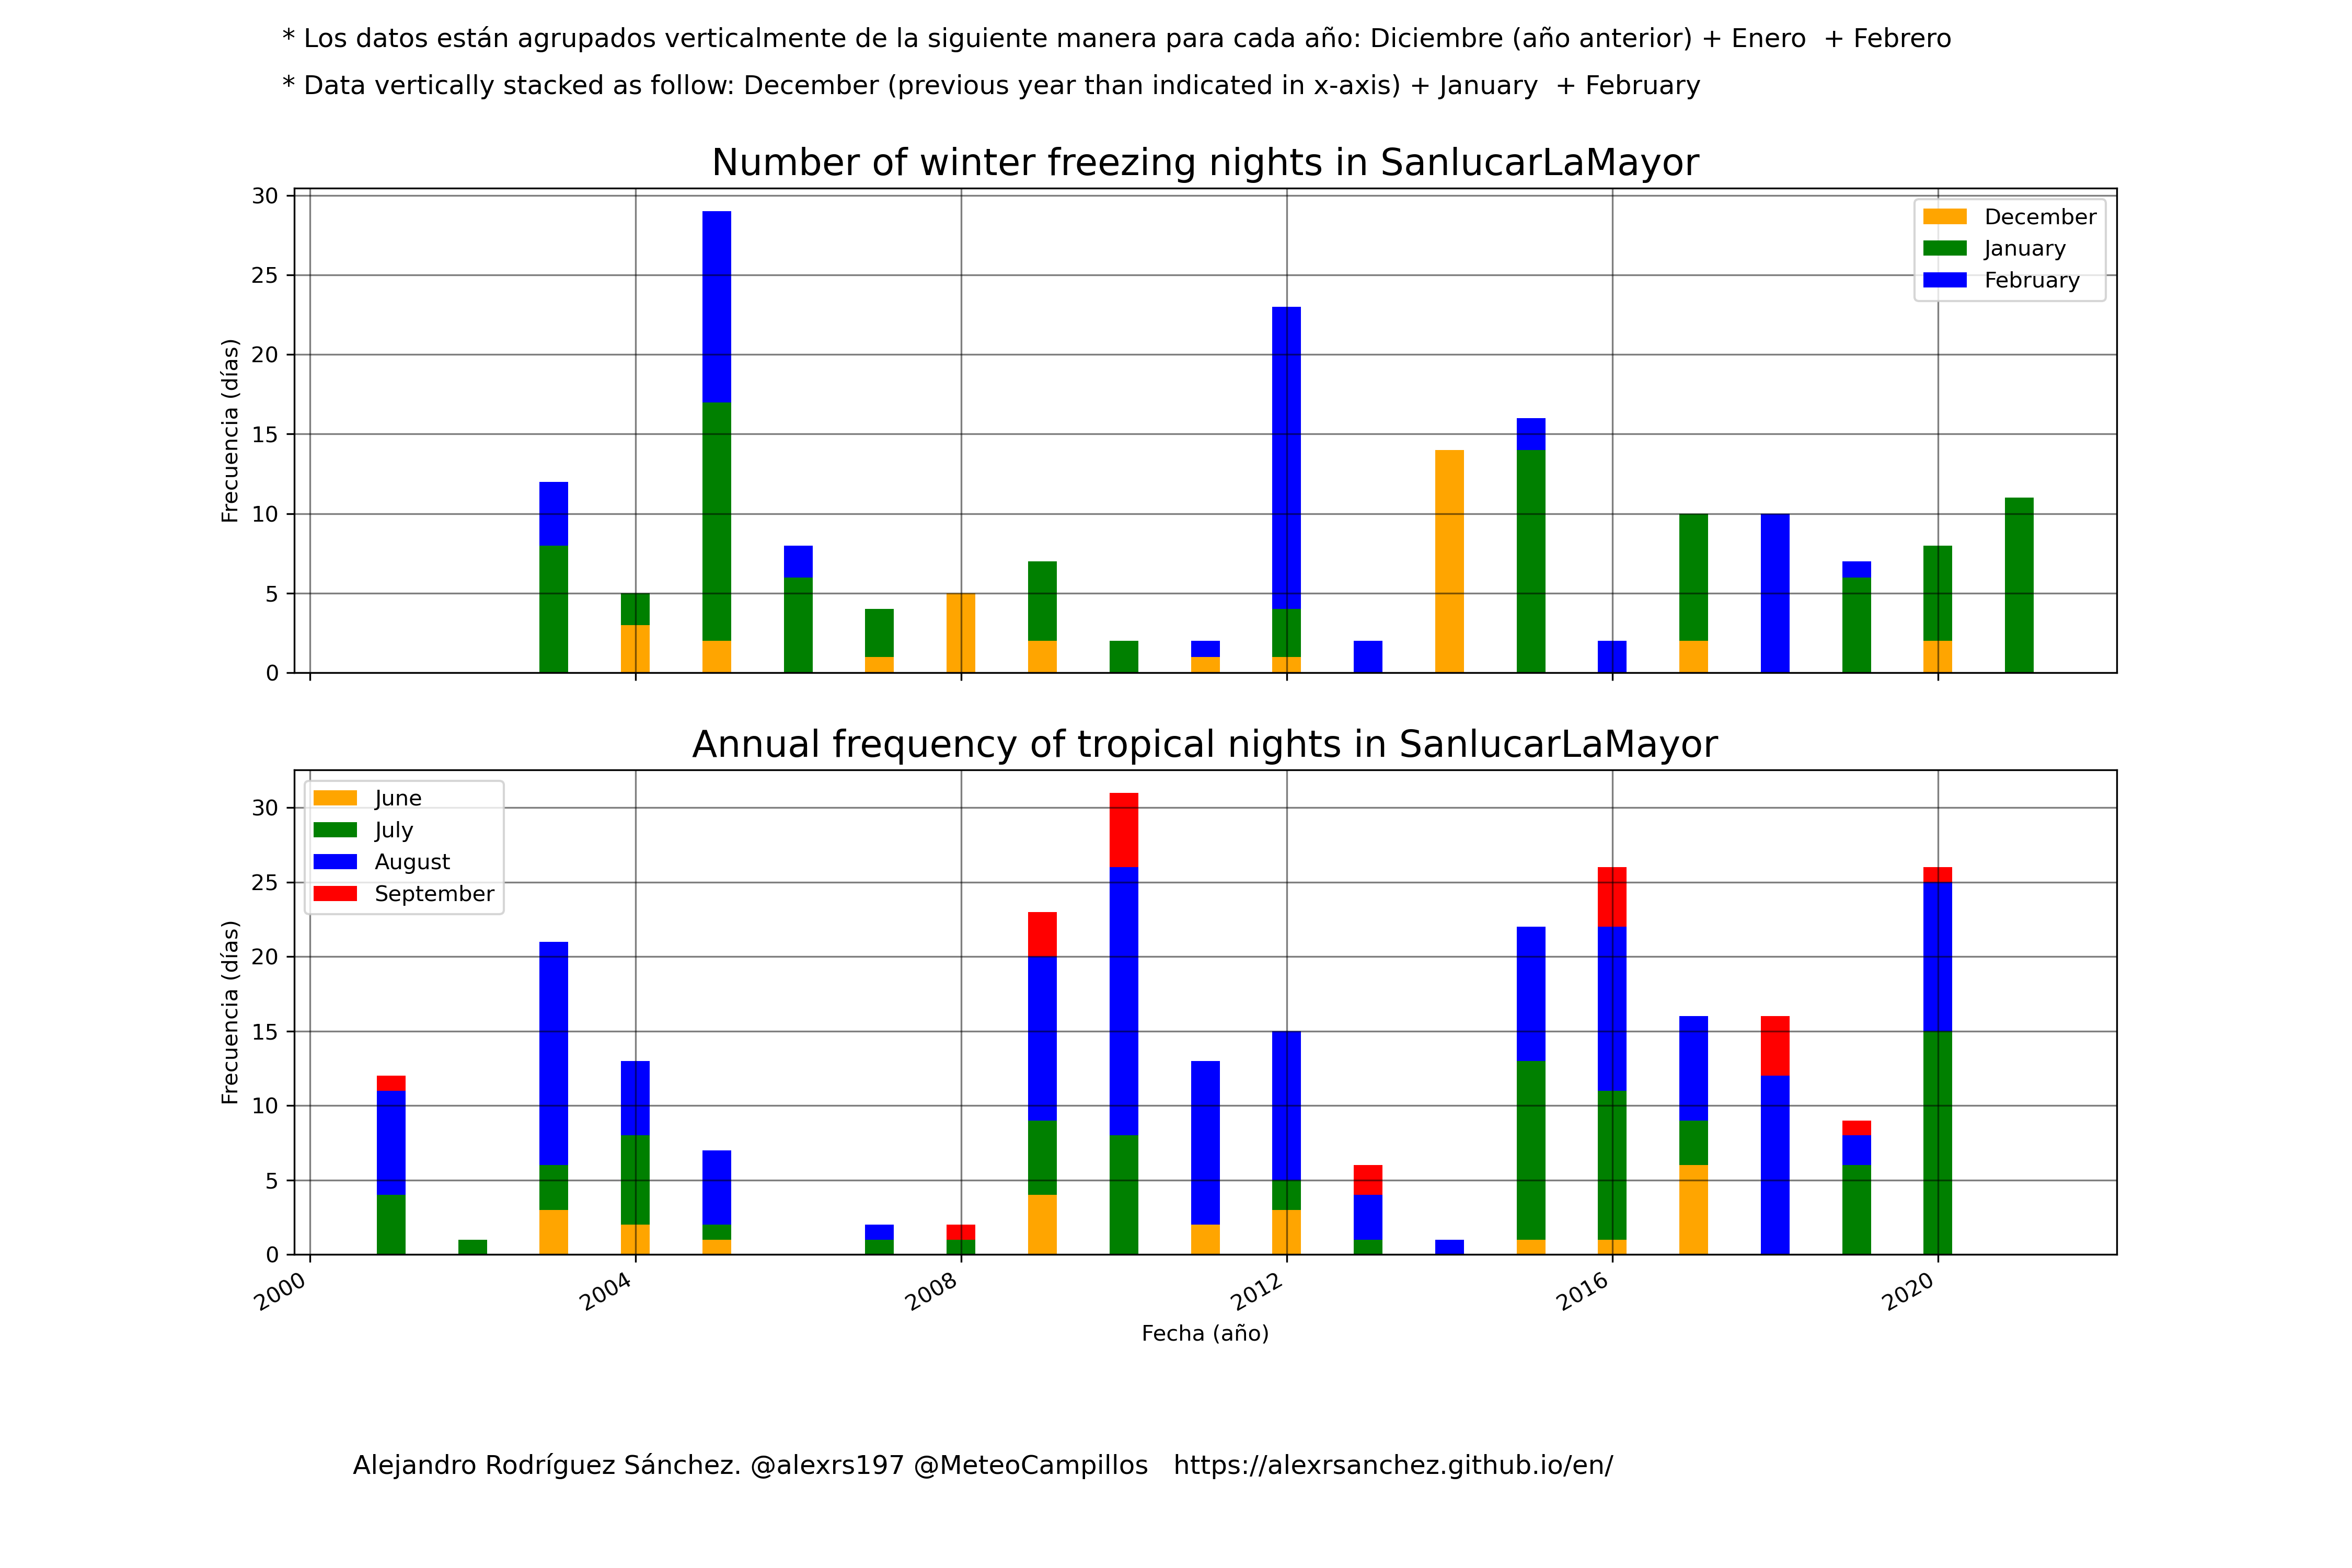 * Los datos están agrupados verticalmente de la siguiente manera para cada año: Diciembre (año anterior) + Enero  + Febrero
* Data vertically stacked as follow: December (previous year than indicated in x-axis) + January  + February
Number of winter freezing nights in SanlucarLaMayor
30
25
20
15
10
5
0
Frecuencia (días)
December
January
February
Annual frequency of tropical nights in SanlucarLaMayor
30
25
20
15
10
5
0
Frecuencia (días)
June
July
August
September
2000
2004
2008
2012
2016
2020
Fecha (año)
Alejandro Rodríguez Sánchez. @alexrs197 @MeteoCampillos   https://alexrsanchez.github.io/en/